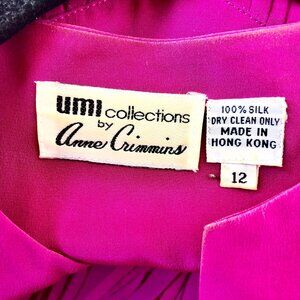 umi collections
by
Anne Crimmins
100% SILK
DRY CLEAN ONLY
MADE IN
HONG KONG
12